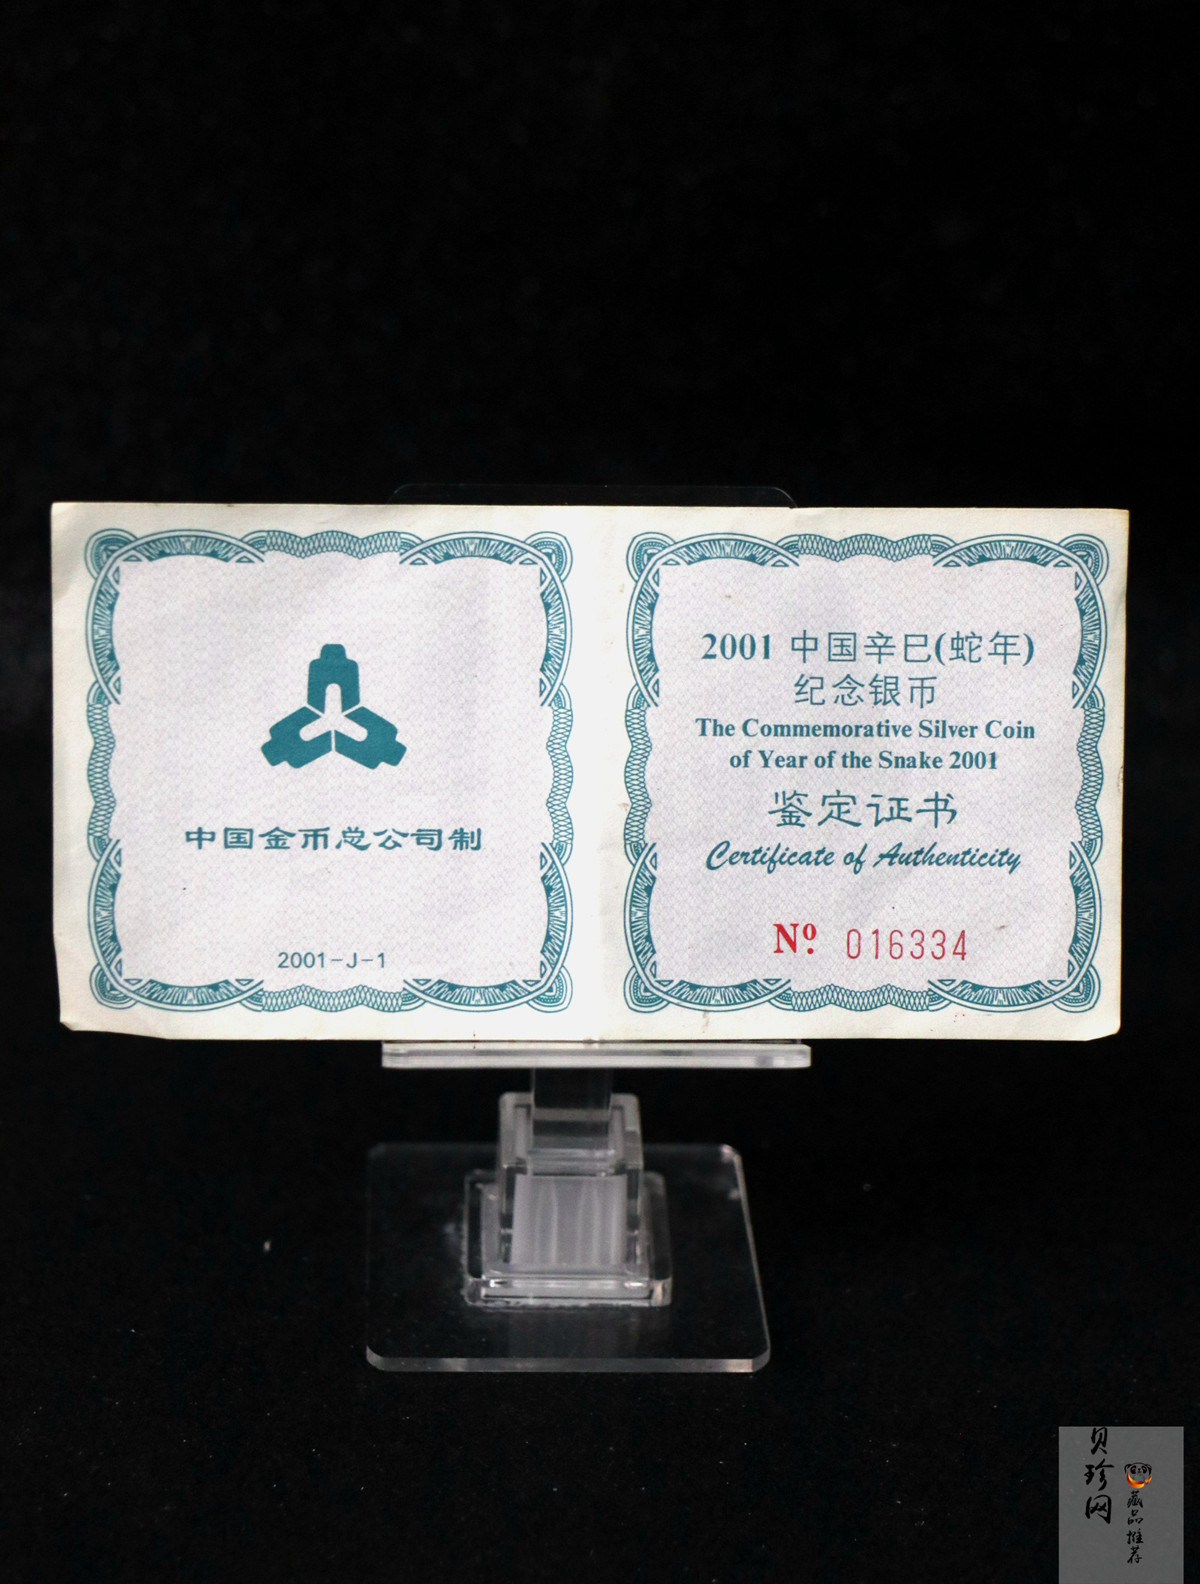 中国金币总公司制
2001-J-1
2001 中国辛巳(蛇年)
纪念银币
The Commemorative Silver Coin
of Year of the Snake 2001
鉴定证书
Certificate of Authenticity
Nº. 016334
贝珍网
藏品推荐